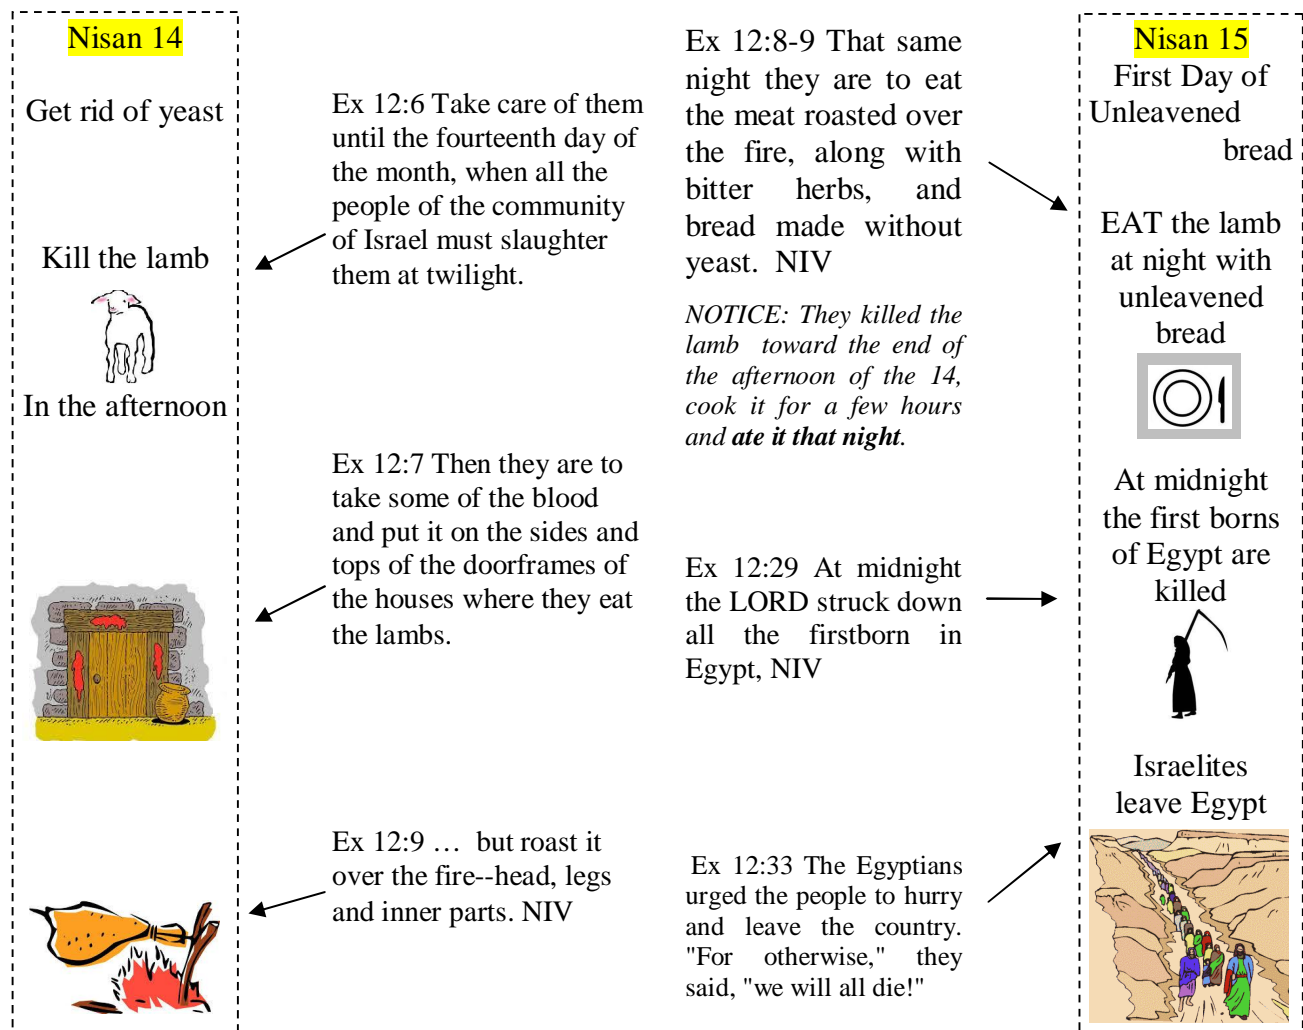 Nisan 14
Get rid of yeast
Kill the lamb
In the afternoon
Ex 12:6 Take care of them
until the fourteenth day of
the month, when all the
people of the community
of Israel must slaughter
them at twilight.
Ex 12:7 Then they are to
take some of the blood
and put it on the sides and
tops of the doorframes of
the houses where they eat
the lambs.
Ex 12:9 … but roast it
over the fire--head, legs
and inner parts. NIV
Ex 12:8-9 That same
night they are to eat
the meat roasted over
the fire, along with
bitter herbs, and
bread made without
yeast. NIV
NOTICE: They killed the
lamb toward the end of
the afternoon of the 14,
cook it for a few hours
and ate it that night.
Ex 12:29 At midnight
the LORD struck down
all the firstborn in
Egypt, NIV
Ex 12:33 The Egyptians
urged the people to hurry
and leave the country.
"For otherwise," they
said, "we will all die!"
Nisan 15
First Day of
Unleavened
bread
EAT the lamb
at night with
unleavened
bread
At midnight
the first borns
of Egypt are
killed
Israelites
leave Egypt